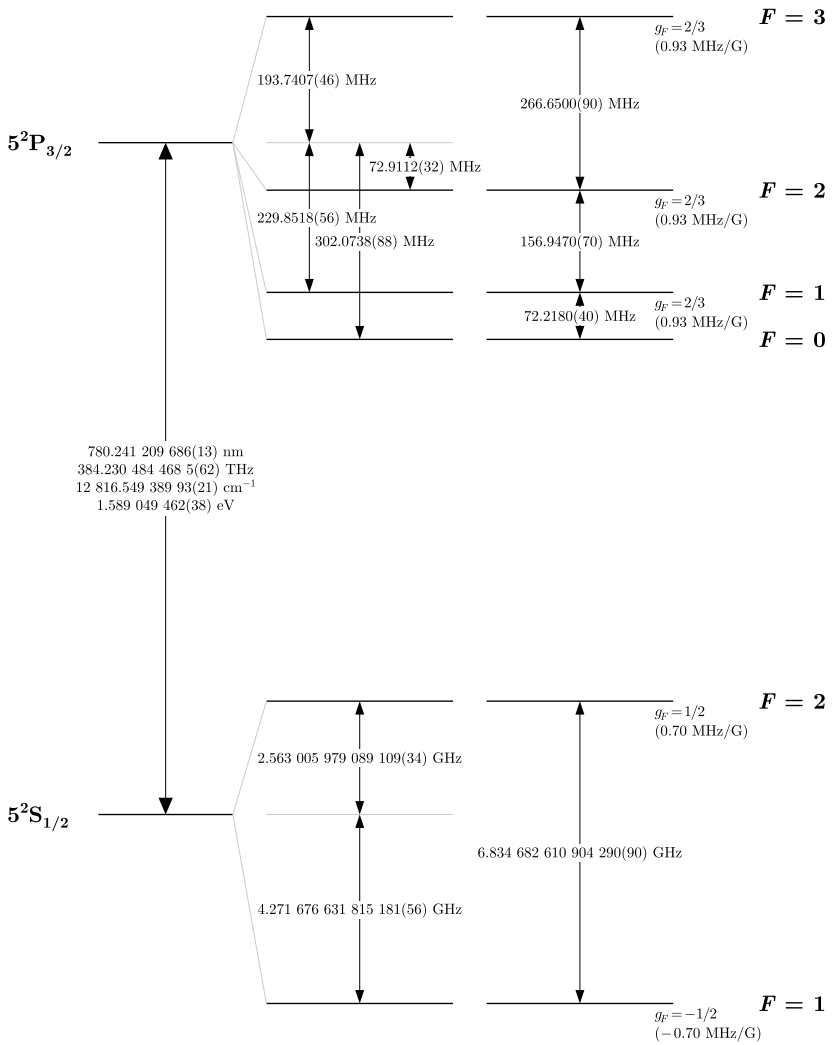 F = 3
g_F = 2/3
(0.93 MHz/G)
193.7407(46) MHz
266.6500(90) MHz
5²P₃/₂
72.9112(32) MHz
F = 2
g_F = 2/3
(0.93 MHz/G)
229.8518(56) MHz
302.0738(88) MHz
156.9470(70) MHz
F = 1
g_F = 2/3
(0.93 MHz/G)
72.2180(40) MHz
F = 0
780.241 209 686(13) nm
384.230 484 468 5(62) THz
12 816.549 389 93(21) cm⁻¹
1.589 049 462(38) eV
F = 2
g_F = 1/2
(0.70 MHz/G)
2.563 005 979 089 109(34) GHz
5²S₁/₂
6.834 682 610 904 290(90) GHz
4.271 676 631 815 181(56) GHz
F = 1
g_F = −1/2
(−0.70 MHz/G)